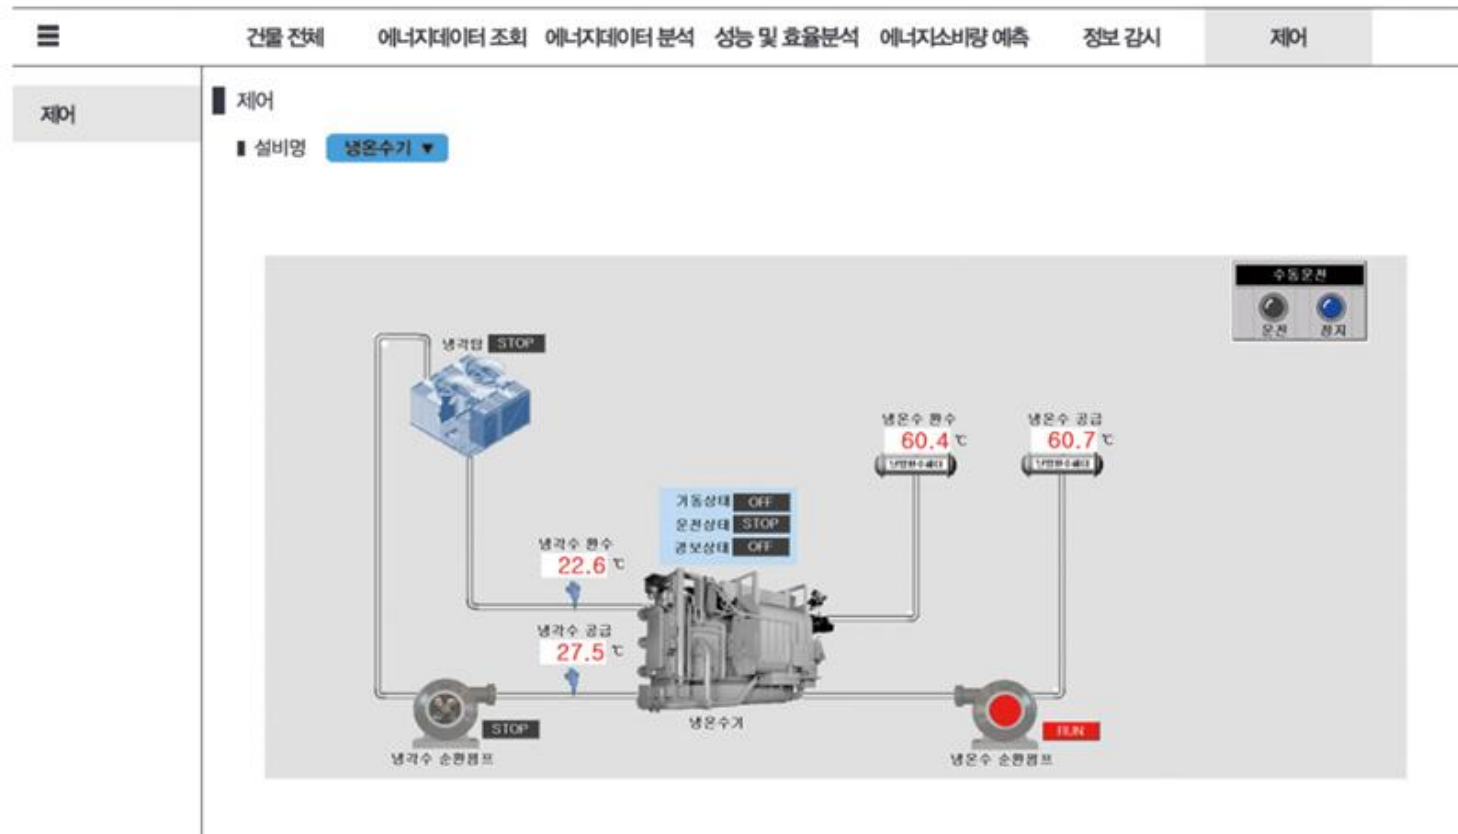 건물 전체 에너지데이터 조회 에너지데이터 분석 성능 및 효율분석 에너지소비량 예측 정보 감시 제어
제어
제어
설비명 냉온수기 ▼
수동운전
운전 정지
냉각탑 STOP
냉온수 환수 냉온수 공급
60.4 ℃ 60.7 ℃
기동상태 OFF
운전상태 STOP
경보상태 OFF
냉각수 환수
22.6 ℃
냉각수 공급
27.5 ℃
냉온수기
STOP
RUN
냉각수 순환펌프
냉온수 순환펌프